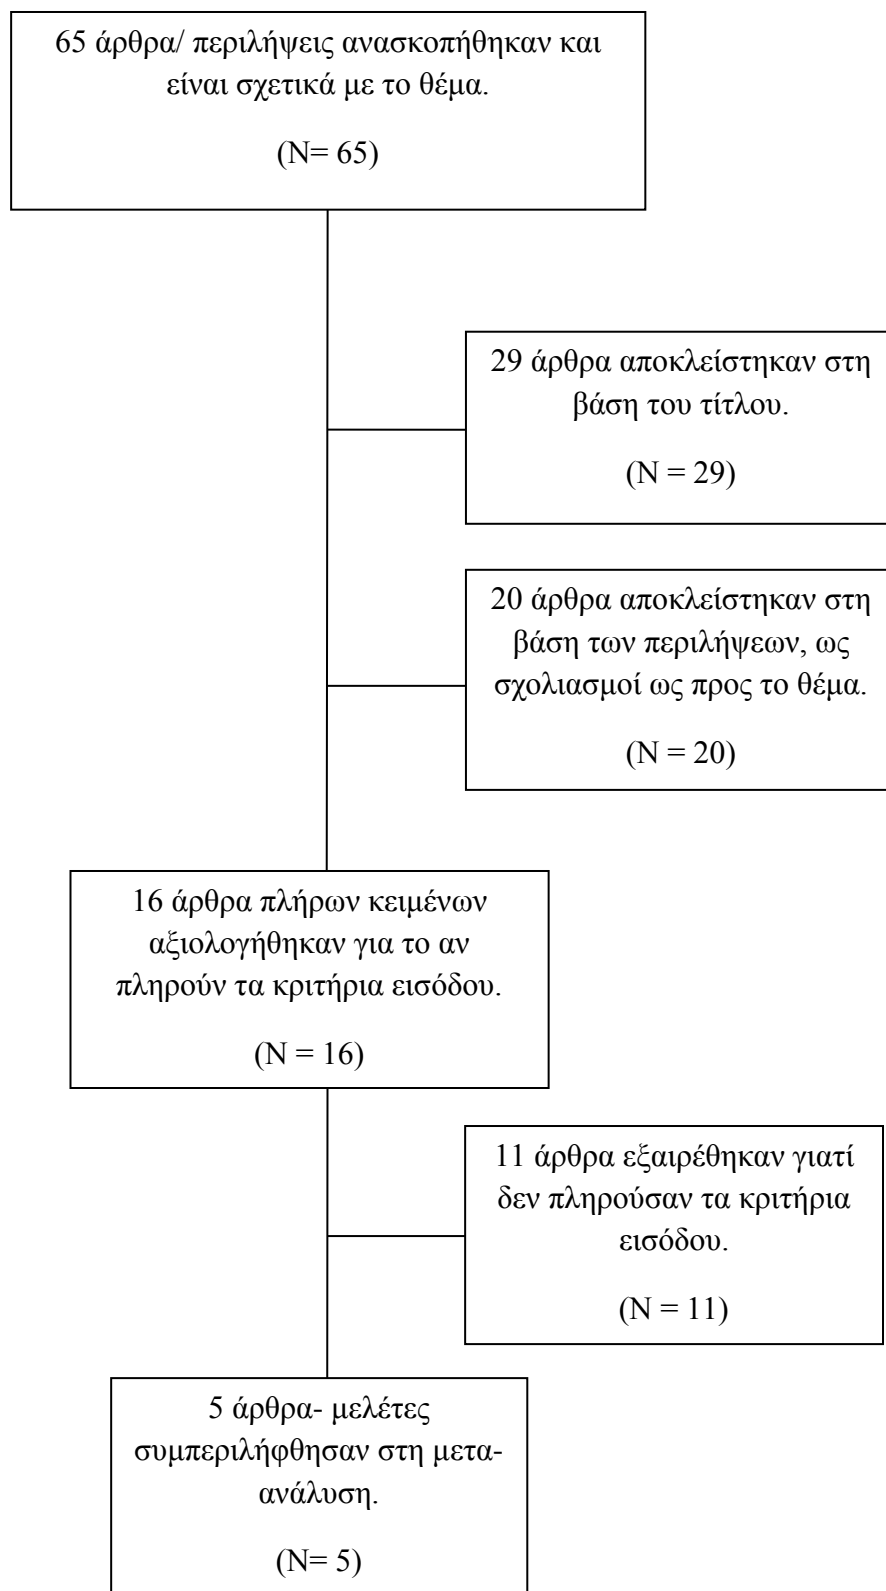 65 άρθρα/ περιλήψεις ανασκοπήθηκαν και
είναι σχετικά με το θέμα.
(N= 65)
29 άρθρα αποκλείστηκαν στη
βάση του τίτλου.
(N = 29)
20 άρθρα αποκλείστηκαν στη
βάση των περιλήψεων, ως
σχολιασμοί ως προς το θέμα.
(N = 20)
16 άρθρα πλήρων κειμένων
αξιολογήθηκαν για το αν
πληρούν τα κριτήρια εισόδου.
(N = 16)
11 άρθρα εξαιρέθηκαν γιατί
δεν πληρούσαν τα κριτήρια
εισόδου.
(N = 11)
5 άρθρα- μελέτες
συμπεριλήφθησαν στη μετα-
ανάλυση.
(N= 5)